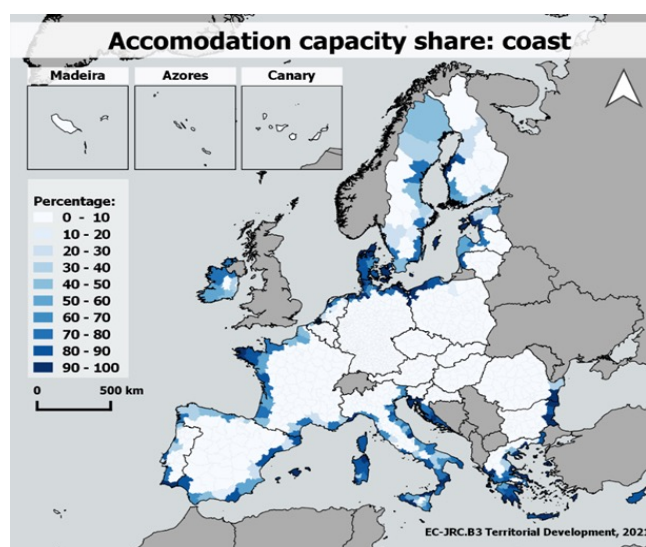 Accomodation capacity share: coast
Madeira
Azores
Canary
Percentage:
0 - 10
10 - 20
20 - 30
30 - 40
40 - 50
50 - 60
60 - 70
70 - 80
80 - 90
90 - 100
0 500 km
EC-JRC.B3 Territorial Development, 2021